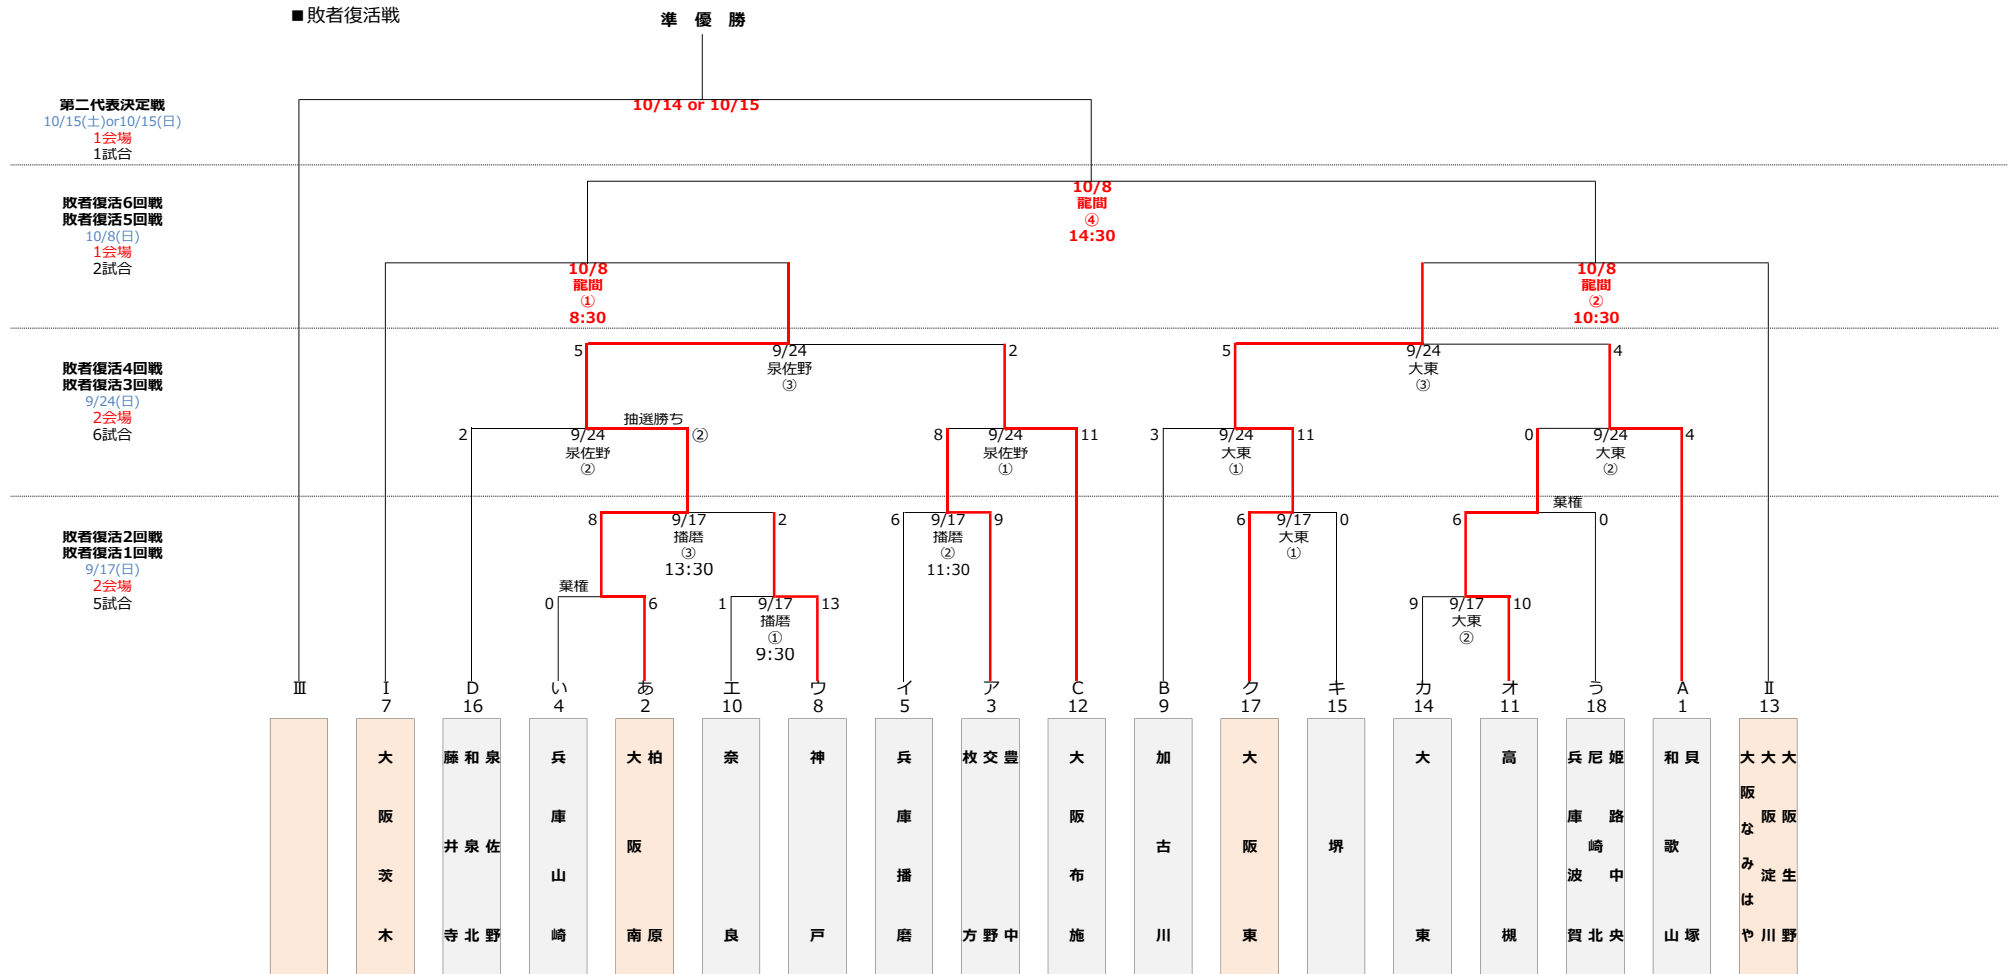 ■ 敗者復活戦
準 優 勝
第二代表決定戦
10/15(土)or10/15(日)
1会場
1試合
10/14 or 10/15
敗者復活6回戦
敗者復活5回戦
10/8(日)
1会場
2試合
10/8
龍間
④
14:30
10/8
龍間
①
8:30
10/8
龍間
②
10:30
敗者復活4回戦
敗者復活3回戦
9/24(日)
2会場
6試合
5 9/24 2
泉佐野
③
5 9/24 4
大東
③
抽選勝ち
2 9/24 ②
泉佐野
②
8 9/24 11
泉佐野
①
3 9/24 11
大東
①
0 9/24 4
大東
②
敗者復活2回戦
敗者復活1回戦
9/17(日)
2会場
5試合
8 9/17 2
播磨
③
13:30
6 9/17 9
播磨
②
11:30
6 9/17 0
大東
①
棄権
6 0
棄権
0 6
1 9/17 13
播磨
①
9:30
9 9/17 10
大東
②
Ⅲ Ⅰ D い あ エ ウ イ ア C B ク キ カ オ う A Ⅱ
7 16 4 2 10 8 5 3 12 9 17 15 14 11 18 1 13
大阪茨木
泉佐野
和泉北
藤井寺
兵庫山崎
柏原
大阪南
奈良
神戸
兵庫播磨
豊中
交野
枚方
大阪布施
加古川
大阪東
堺
大東
高槻
姫路中央
尼崎北
兵庫波賀
貝塚
和歌山
大阪生野
大阪淀川
大阪なみはや